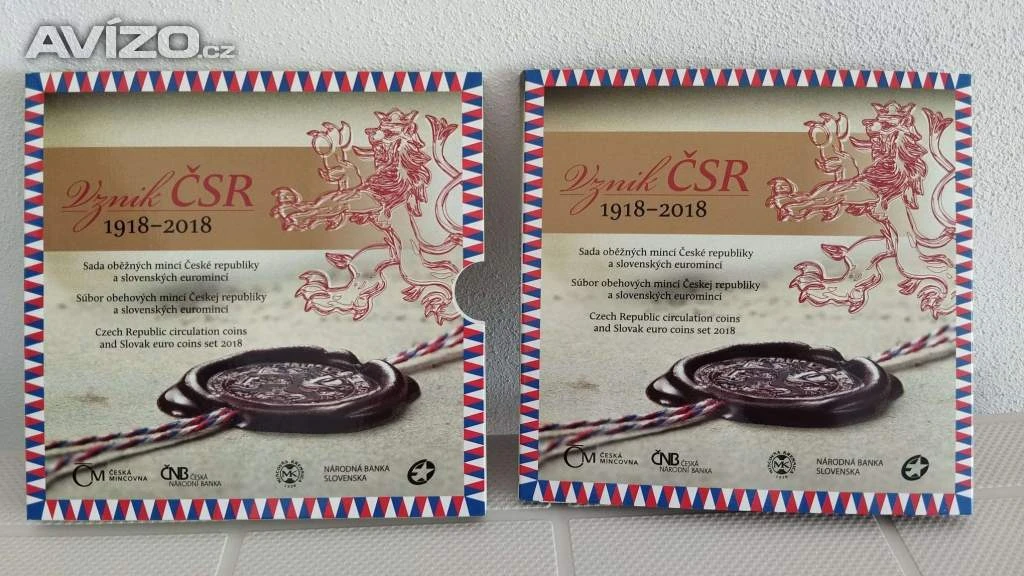 AVÍZO.cz
Vznik ČSR
1918–2018
Sada oběžných mincí České republiky
a slovenských euromincí
Súbor obehových mincí Českej republiky
a slovenských euromincí
Czech Republic circulation coins
and Slovak euro coins set 2018
ČM ČESKÁ
MINCOVNA
ČNB ČESKÁ
NÁRODNÍ BANKA
MK
NÁRODNÁ BANKA
SLOVENSKA
Vznik ČSR
1918–2018
Sada oběžných mincí České republiky
a slovenských euromincí
Súbor obehových mincí Českej republiky
a slovenských euromincí
Czech Republic circulation coins
and Slovak euro coins set 2018
ČM ČESKÁ
MINCOVNA
ČNB ČESKÁ
NÁRODNÍ BANKA
MK
NÁRODNÁ BANKA
SLOVENSKA